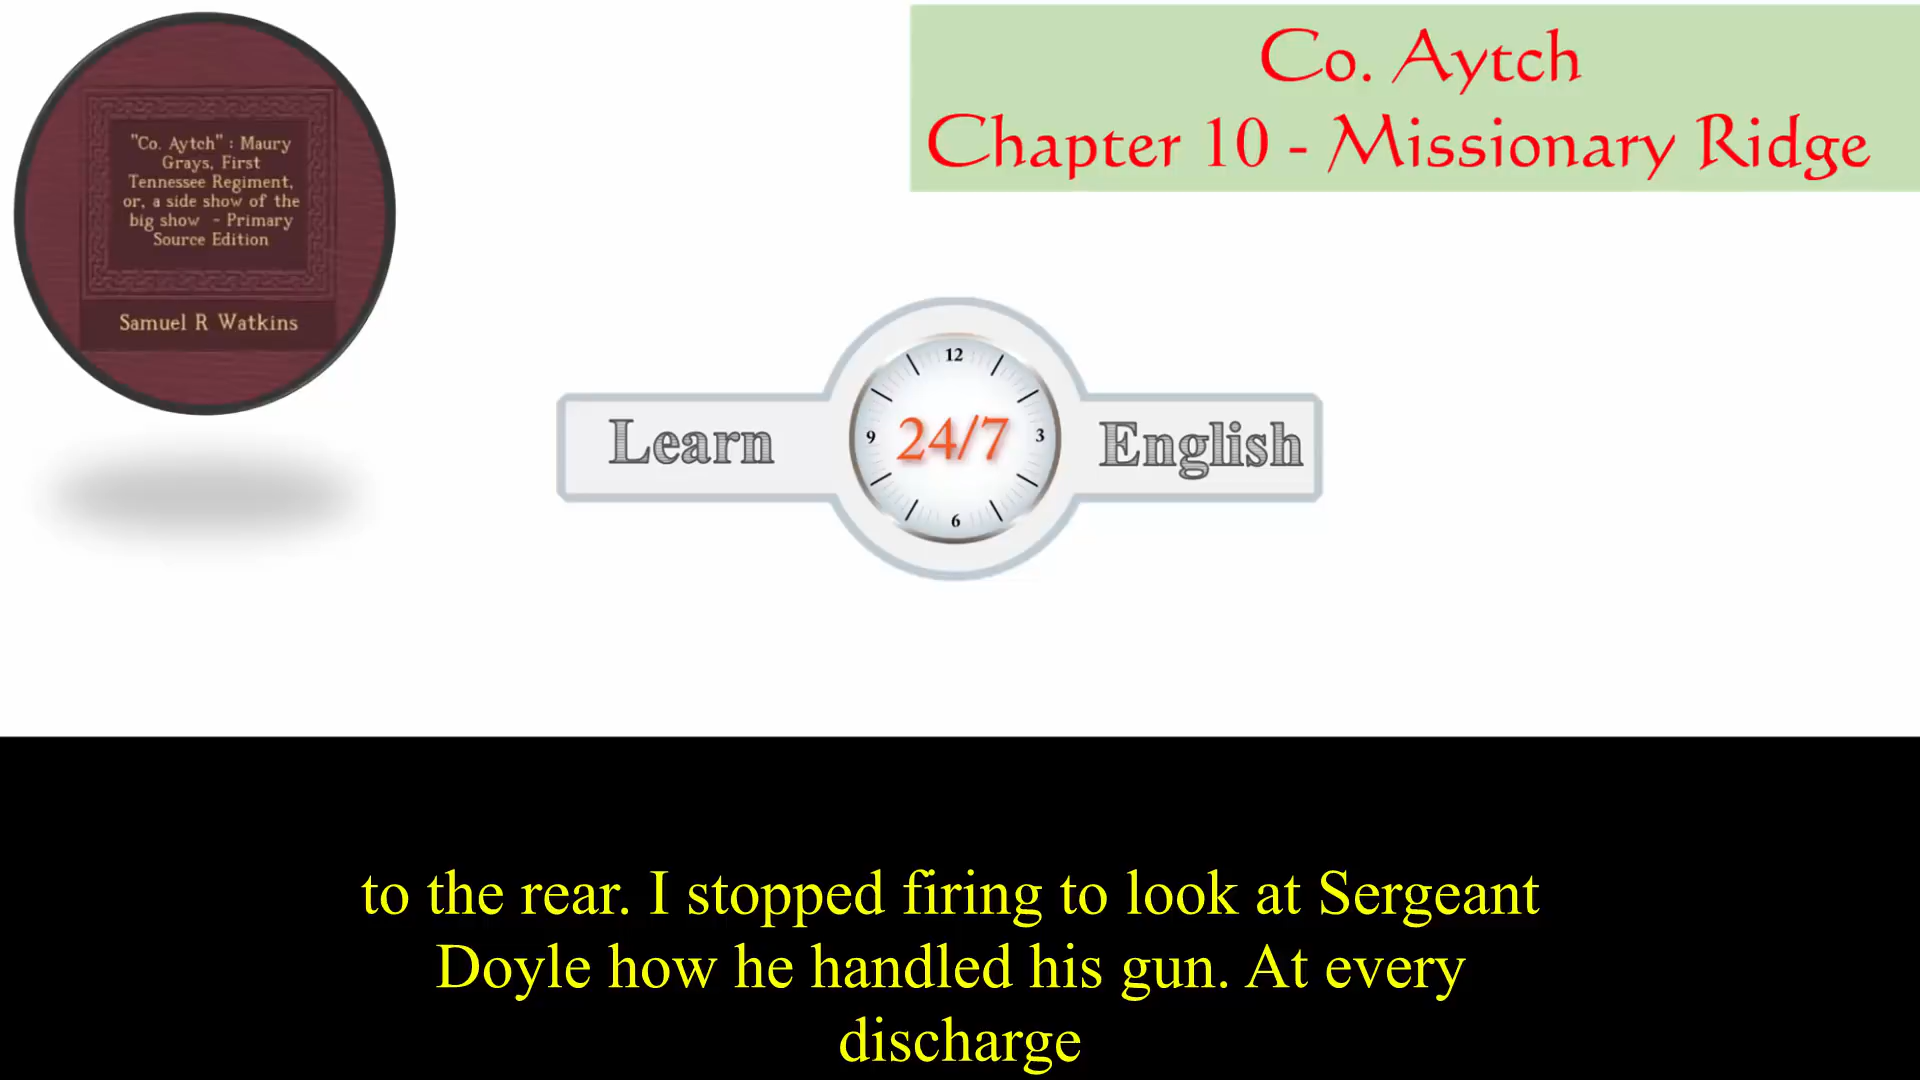 "Co. Aytch" : Maury
Grays, First
Tennessee Regiment,
or, a side show of the
big show - Primary
Source Edition
Samuel R Watkins
Co. Aytch
Chapter 10 - Missionary Ridge
12
Learn
9
24/7
3
English
6
to the rear. I stopped firing to look at Sergeant
Doyle how he handled his gun. At every
discharge